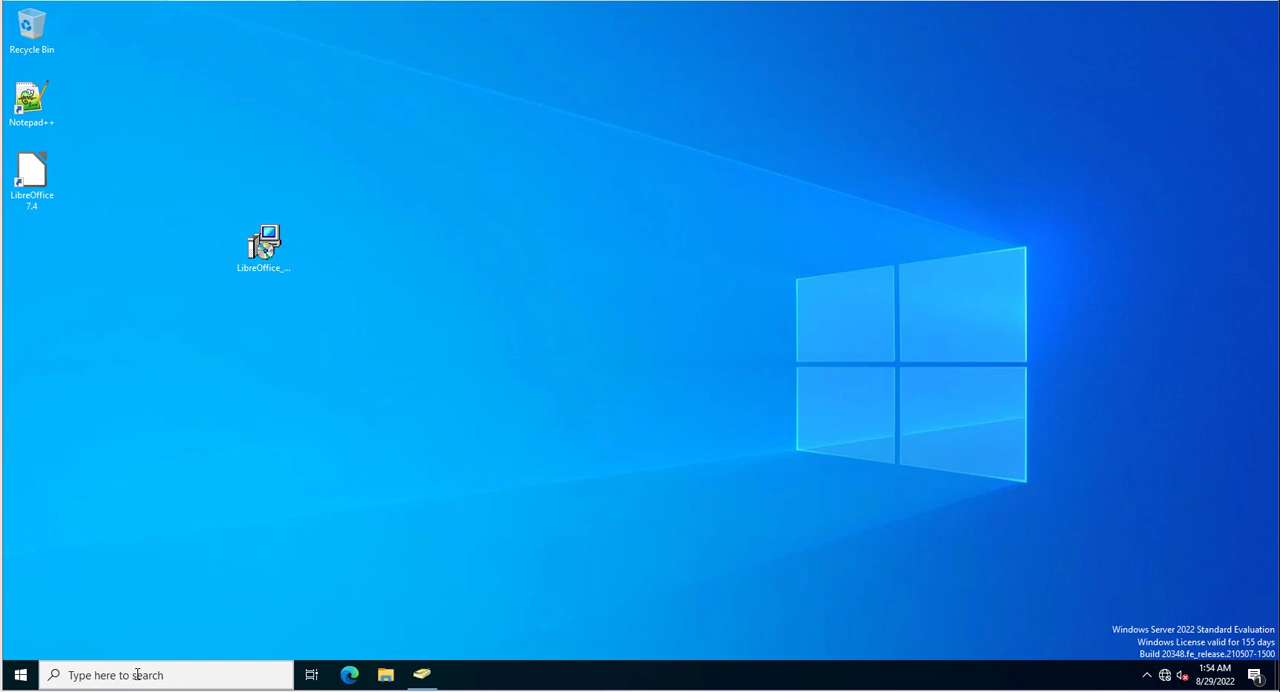 Recycle Bin
Notepad++
LibreOffice
7.4
LibreOffice_...
Windows Server 2022 Standard Evaluation
Windows License valid for 155 days
Build 20348.fe_release.210507-1500
Type here to search
1:54 AM
8/29/2022
1